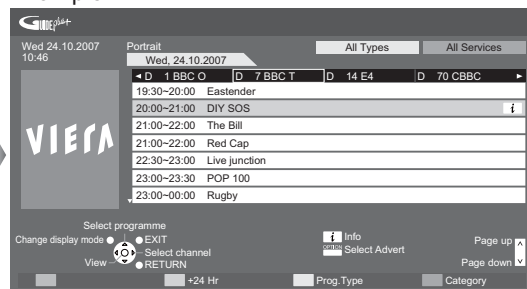 GUIDE Plus+
Wed 24.10.2007
10:46
Portrait
Wed, 24.10.2007
All Types
All Services
D 1 BBC O
D 7 BBC T
D 14 E4
D 70 CBBC
19:30~20:00 Eastender
20:00~21:00 DIY SOS
i
21:00~22:00 The Bill
21:00~22:00 Red Cap
22:30~23:00 Live junction
23:00~23:30 POP 100
23:00~00:00 Rugby
VIERA
Select programme
Change display mode
EXIT
Select channel
View
RETURN
i Info
OPTION Select Advert
Page up
Page down
+24 Hr
Prog.Type
Category